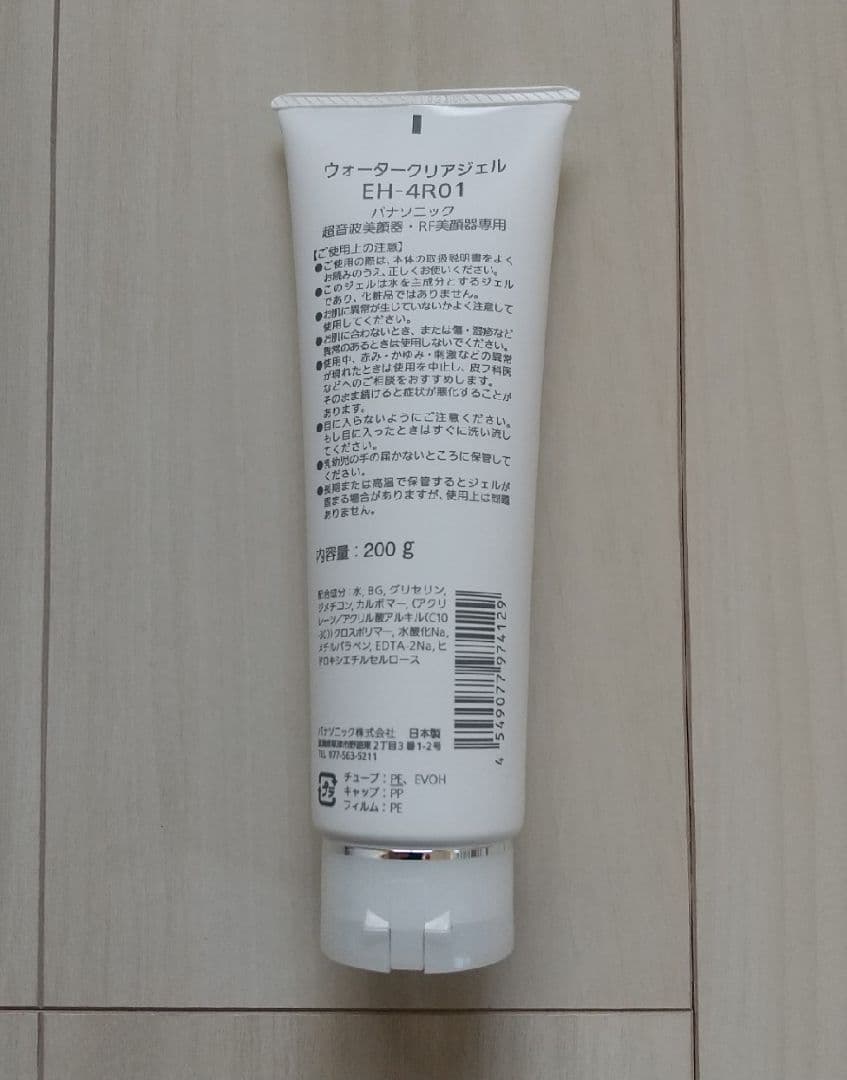 ウォータークリアジェル
EH-4R01
パナソニック
超音波美顔器・RF美顔器専用
【ご使用上の注意】
●ご使用の際は、本体の取扱説明書をよく
お読みのうえ、正しくお使いください。
●このジェルは水を主成分とするジェル
であり、化粧品ではありません。
●お肌に異常が生じていないかよく注意して
使用してください。
●お肌に合わないとき、または傷・湿疹など
異常のあるときは使用しないでください。
●使用中、赤み・かゆみ・刺激などの異常
が現れたときは使用を中止し、皮フ科医
などへのご相談をおすすめします。
そのまま続けると症状が悪化することが
あります。
●目に入らないようにご注意ください。
もし目に入ったときはすぐに洗い流し
てください。
●乳幼児の手の届かないところに保管して
ください。
●長期または高温で保管するとジェルが
固まる場合がありますが、使用上は問題
ありません。
内容量：200 g
配合成分：水, BG, グリセリン,
ジメチコン, カルボマー, (アクリ
レーツ/アクリル酸アルキル(C10
-30))クロスポリマー, 水酸化Na,
メチルパラベン, EDTA-2Na, ヒ
ドロキシエチルセルロース
4 549077 974129
パナソニック株式会社 日本製
滋賀県草津市野路東2丁目3番1-2号
TEL 077-563-5211
プラ
チューブ：PE、EVOH
キャップ：PP
フィルム：PE